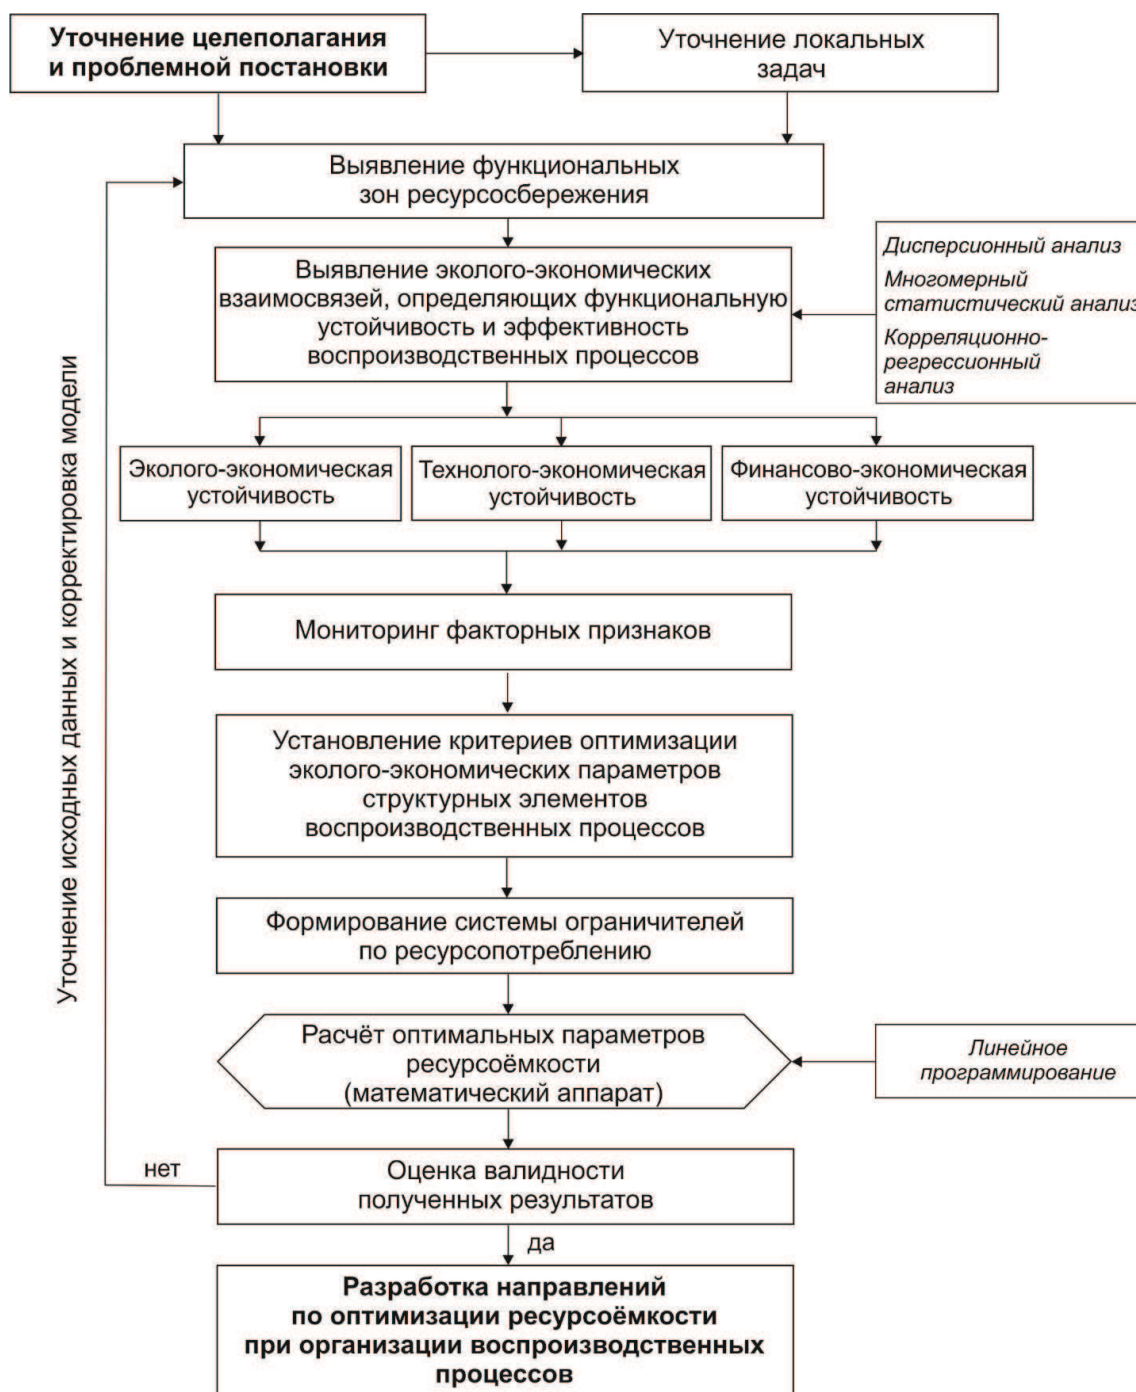 Уточнение целеполагания
и проблемной постановки
Уточнение локальных
задач
Выявление функциональных
зон ресурсосбережения
Выявление эколого-экономических
взаимосвязей, определяющих функциональную
устойчивость и эффективность
воспроизводственных процессов
Дисперсионный анализ
Многомерный
статистический анализ
Корреляционно-
регрессионный
анализ
Эколого-экономическая
устойчивость
Технолого-экономическая
устойчивость
Финансово-экономическая
устойчивость
Мониторинг факторных признаков
Установление критериев оптимизации
эколого-экономических параметров
структурных элементов
воспроизводственных процессов
Формирование системы ограничителей
по ресурсопотреблению
Расчёт оптимальных параметров
ресурсоёмкости
(математический аппарат)
Линейное
программирование
Оценка валидности
полученных результатов
нет
да
Разработка направлений
по оптимизации ресурсоёмкости
при организации воспроизводственных
процессов
Уточнение исходных данных и корректировка модели